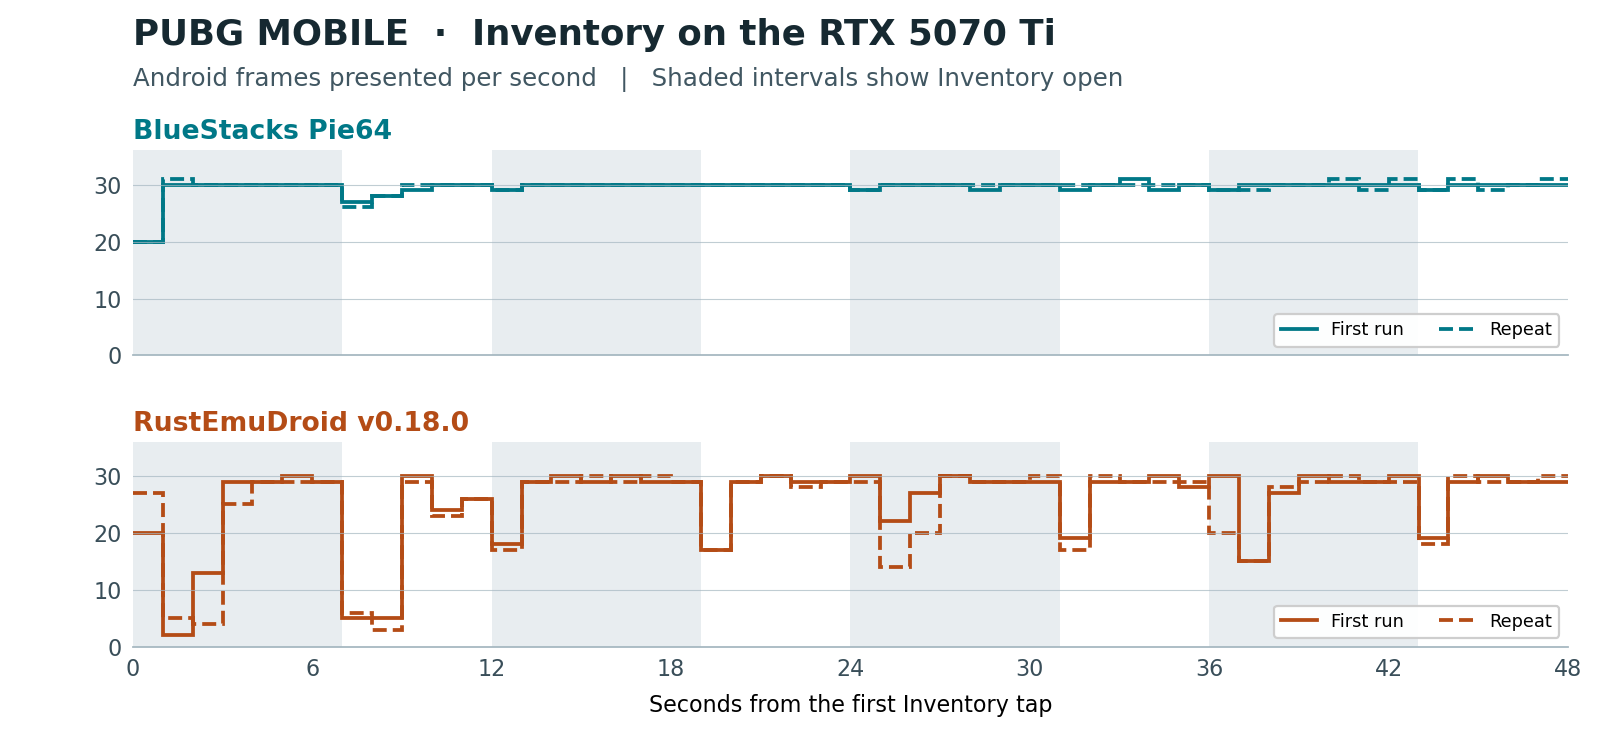 PUBG MOBILE · Inventory on the RTX 5070 Ti
Android frames presented per second | Shaded intervals show Inventory open
BlueStacks Pie64
30
20
10
0
First run Repeat
RustEmuDroid v0.18.0
30
20
10
0
First run Repeat
0 6 12 18 24 30 36 42 48
Seconds from the first Inventory tap